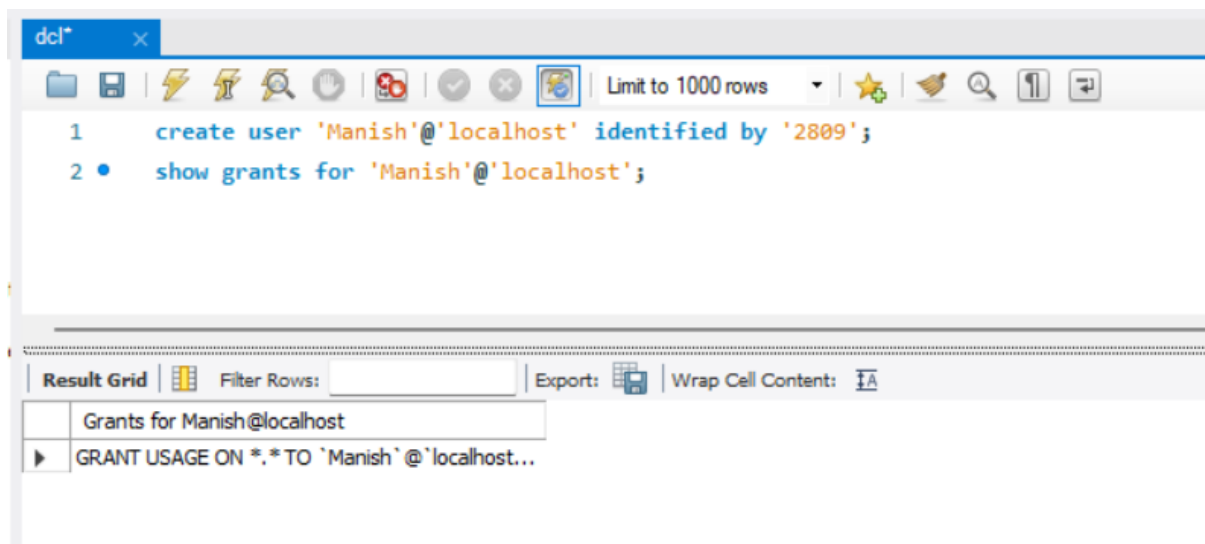 dcl*
Limit to 1000 rows
1 create user 'Manish'@'localhost' identified by '2809';
2 show grants for 'Manish'@'localhost';
Result Grid Filter Rows: Export: Wrap Cell Content:
Grants for Manish@localhost
GRANT USAGE ON *.* TO `Manish`@`localhost...